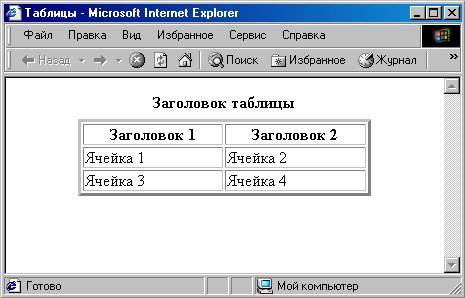 Таблицы - Microsoft Internet Explorer
Файл Правка Вид Избранное Сервис Справка
Назад Поиск Избранное Журнал »
Заголовок таблицы
Заголовок 1 Заголовок 2
Ячейка 1 Ячейка 2
Ячейка 3 Ячейка 4
Готово Мой компьютер